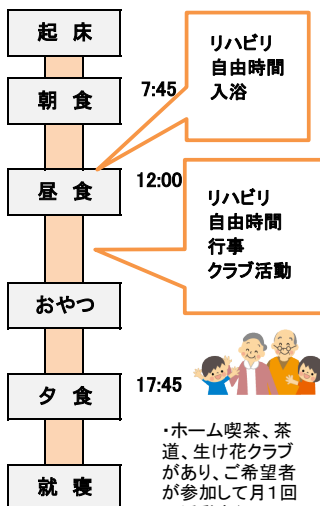 起 床
朝 食
7:45
リハビリ
自由時間
入浴
昼 食
12:00
リハビリ
自由時間
行事
クラブ活動
おやつ
夕 食
17:45
就 寝
・ホーム喫茶、茶
道、生け花クラブ
があり、ご希望者
が参加して月１回